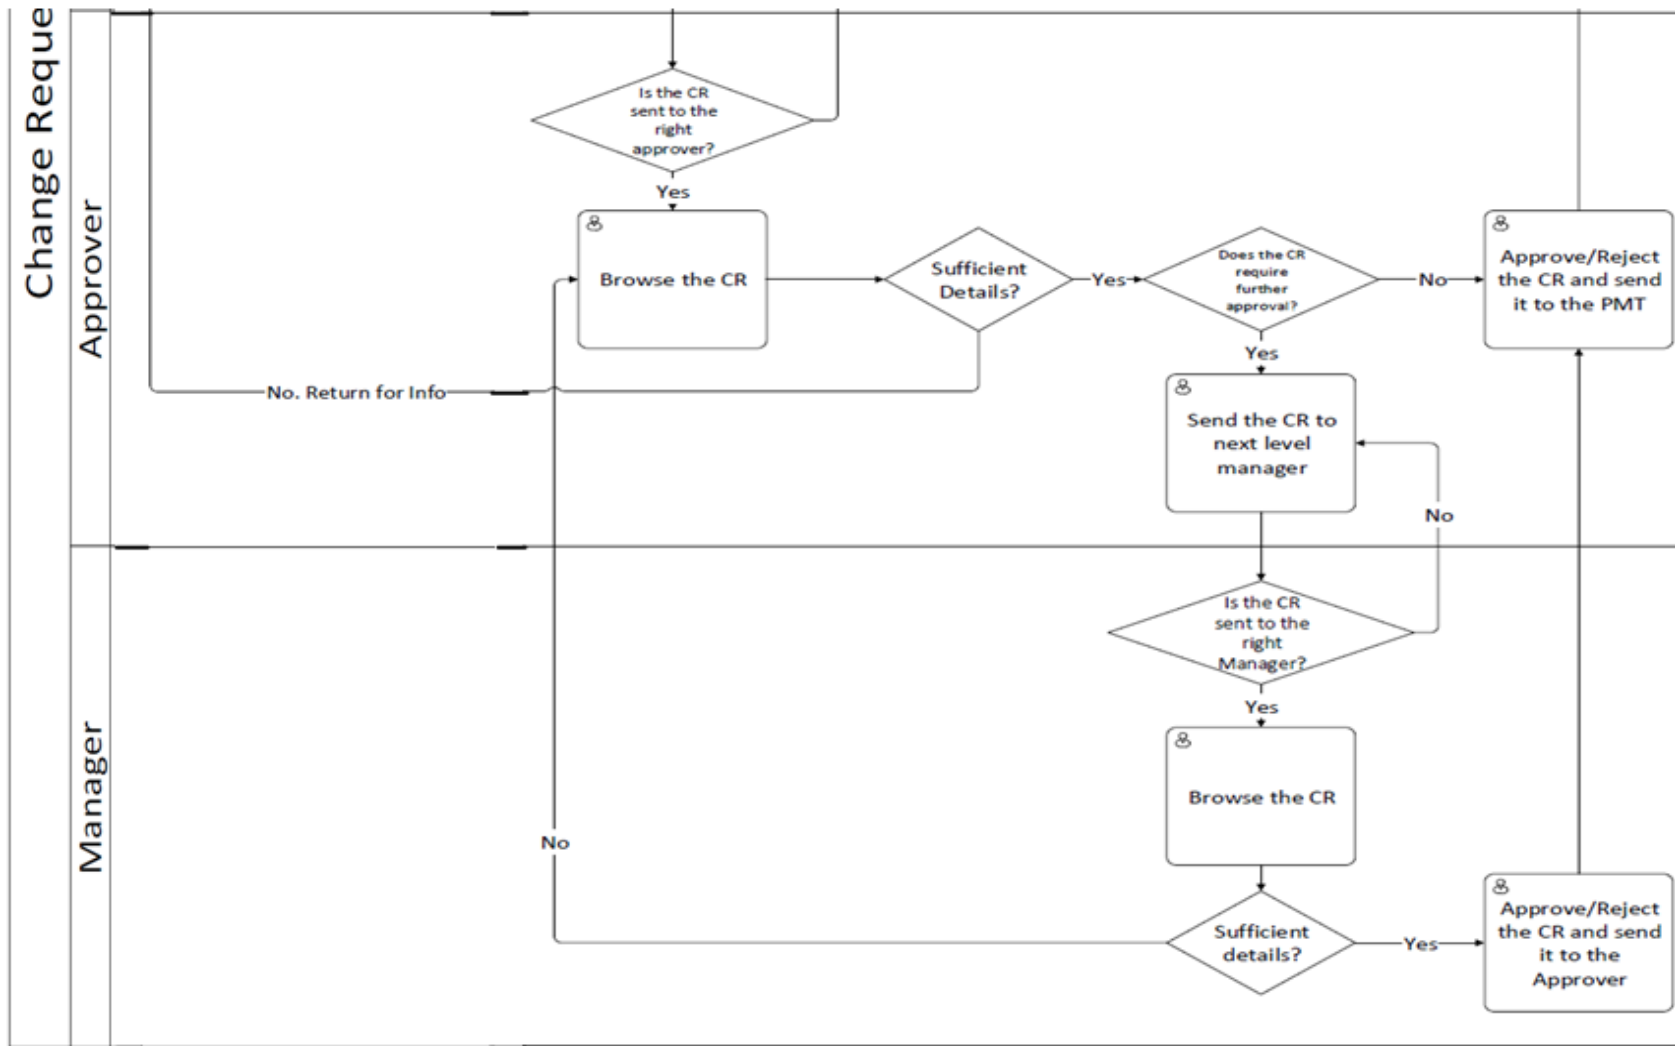 Change Reque
Approver
Is the CR
sent to the
right
approver?
Yes
Browse the CR
Sufficient
Details?
Yes
Does the CR
require
further
approval?
No
Approve/Reject
the CR and send
it to the PMT
Yes
No. Return for Info
Send the CR to
next level
manager
No
Manager
Is the CR
sent to the
right
Manager?
Yes
Browse the CR
No
Sufficient
details?
Yes
Approve/Reject
the CR and send
it to the
Approver